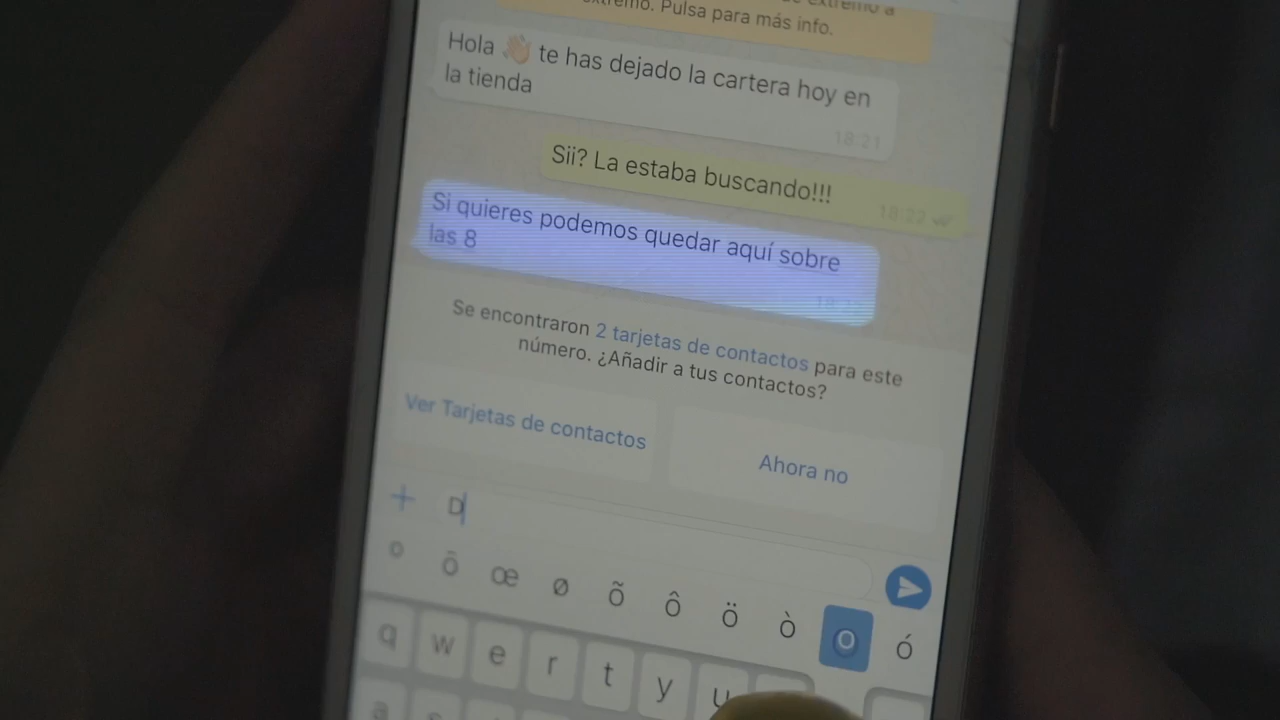 extremo. Pulsa para más info.
Hola 👋 te has dejado la cartera hoy en
la tienda
18:21
Sii? La estaba buscando!!!
18:22
Si quieres podemos quedar aquí sobre
las 8
Se encontraron 2 tarjetas de contactos para este
número. ¿Añadir a tus contactos?
Ver Tarjetas de contactos
Ahora no
D
º õ œ ø õ ô ö ò o ó
q w e r t y u
a s